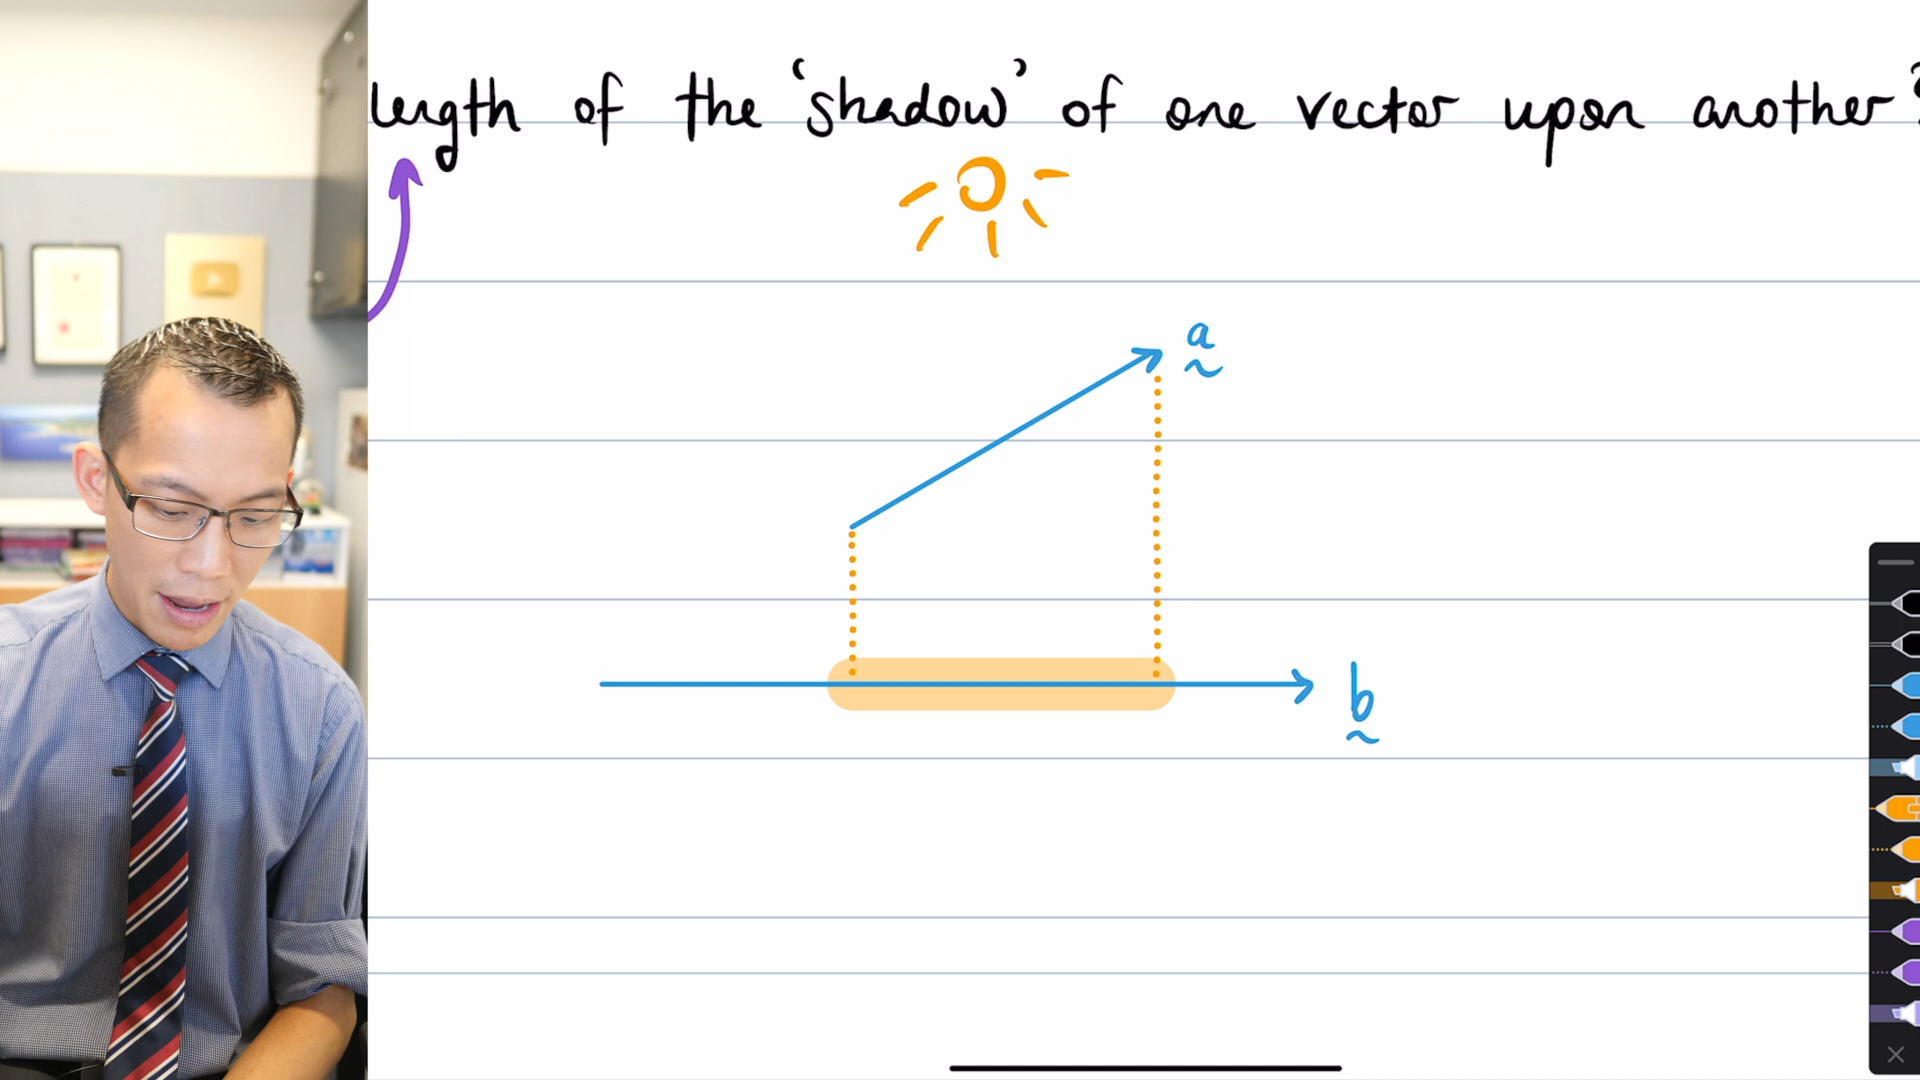 length of the 'shadow' of one vector upon another?
a
b